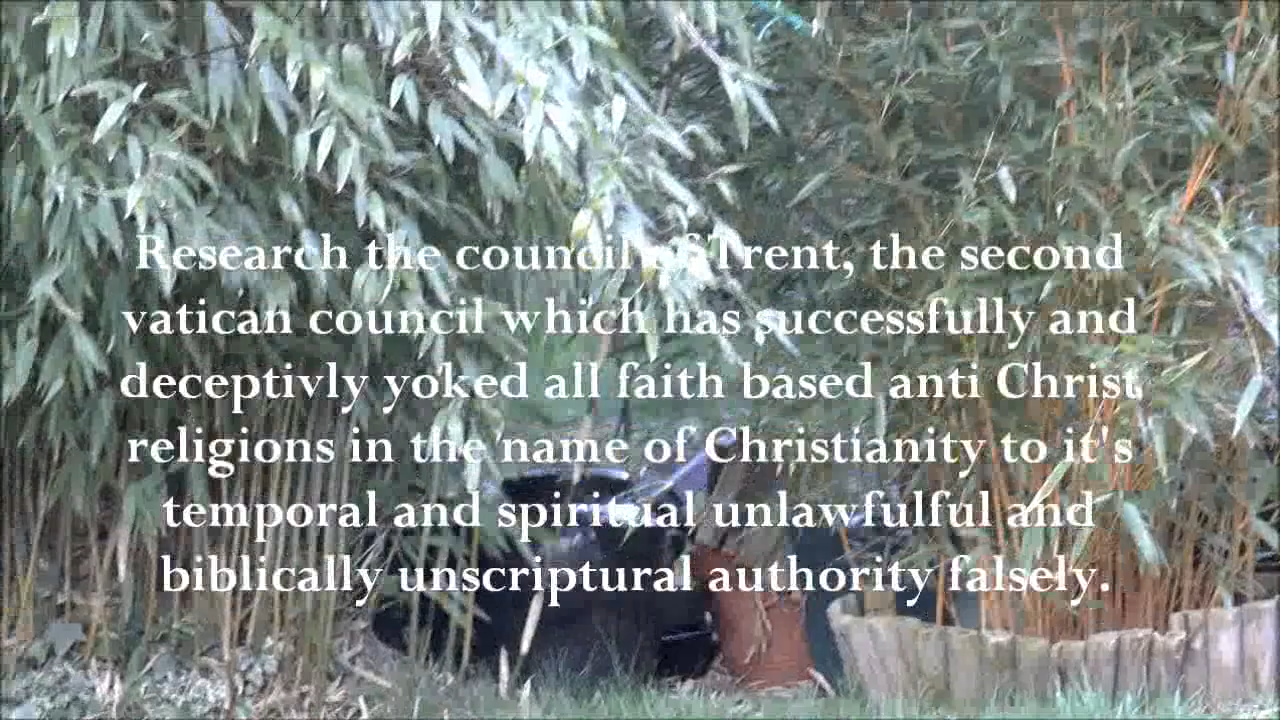 Research the council of Trent, the second
vatican council which has successfully and
deceptivly yoked all faith based anti Christ
religions in the name of Christianity to it's
temporal and spiritual unlawfulful and
biblically unscriptural authority falsely.